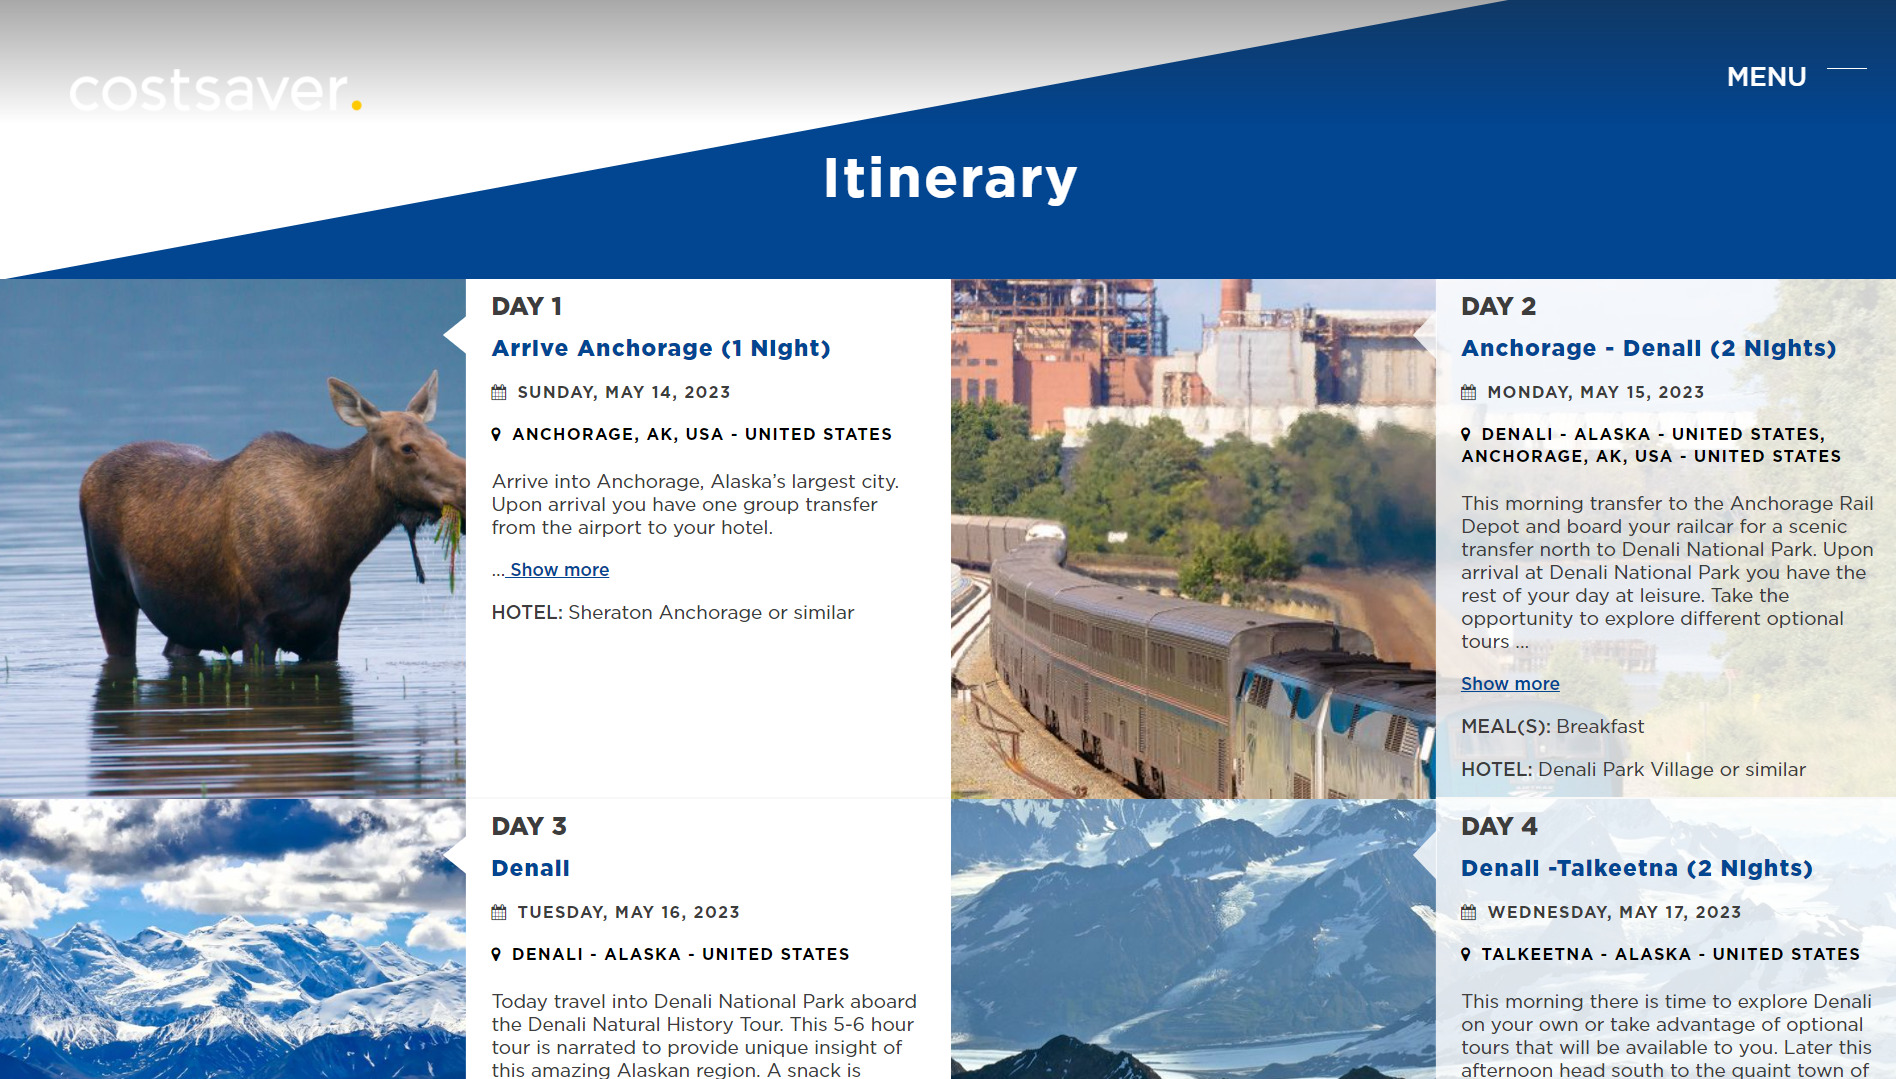 costsaver.
MENU
Itinerary
DAY 1
ArrIve Anchorage (1 NIght)
SUNDAY, MAY 14, 2023
ANCHORAGE, AK, USA - UNITED STATES
Arrive into Anchorage, Alaska’s largest city.
Upon arrival you have one group transfer
from the airport to your hotel.
... Show more
HOTEL: Sheraton Anchorage or similar
DAY 2
Anchorage - DenalI (2 NIghts)
MONDAY, MAY 15, 2023
DENALI - ALASKA - UNITED STATES,
ANCHORAGE, AK, USA - UNITED STATES
This morning transfer to the Anchorage Rail
Depot and board your railcar for a scenic
transfer north to Denali National Park. Upon
arrival at Denali National Park you have the
rest of your day at leisure. Take the
opportunity to explore different optional
tours ...
Show more
MEAL(S): Breakfast
HOTEL: Denali Park Village or similar
DAY 3
DenalI
TUESDAY, MAY 16, 2023
DENALI - ALASKA - UNITED STATES
Today travel into Denali National Park aboard
the Denali Natural History Tour. This 5-6 hour
tour is narrated to provide unique insight of
this amazing Alaskan region. A snack is
DAY 4
DenalI -Talkeetna (2 NIghts)
WEDNESDAY, MAY 17, 2023
TALKEETNA - ALASKA - UNITED STATES
This morning there is time to explore Denali
on your own or take advantage of optional
tours that will be available to you. Later this
afternoon head south to the quaint town of